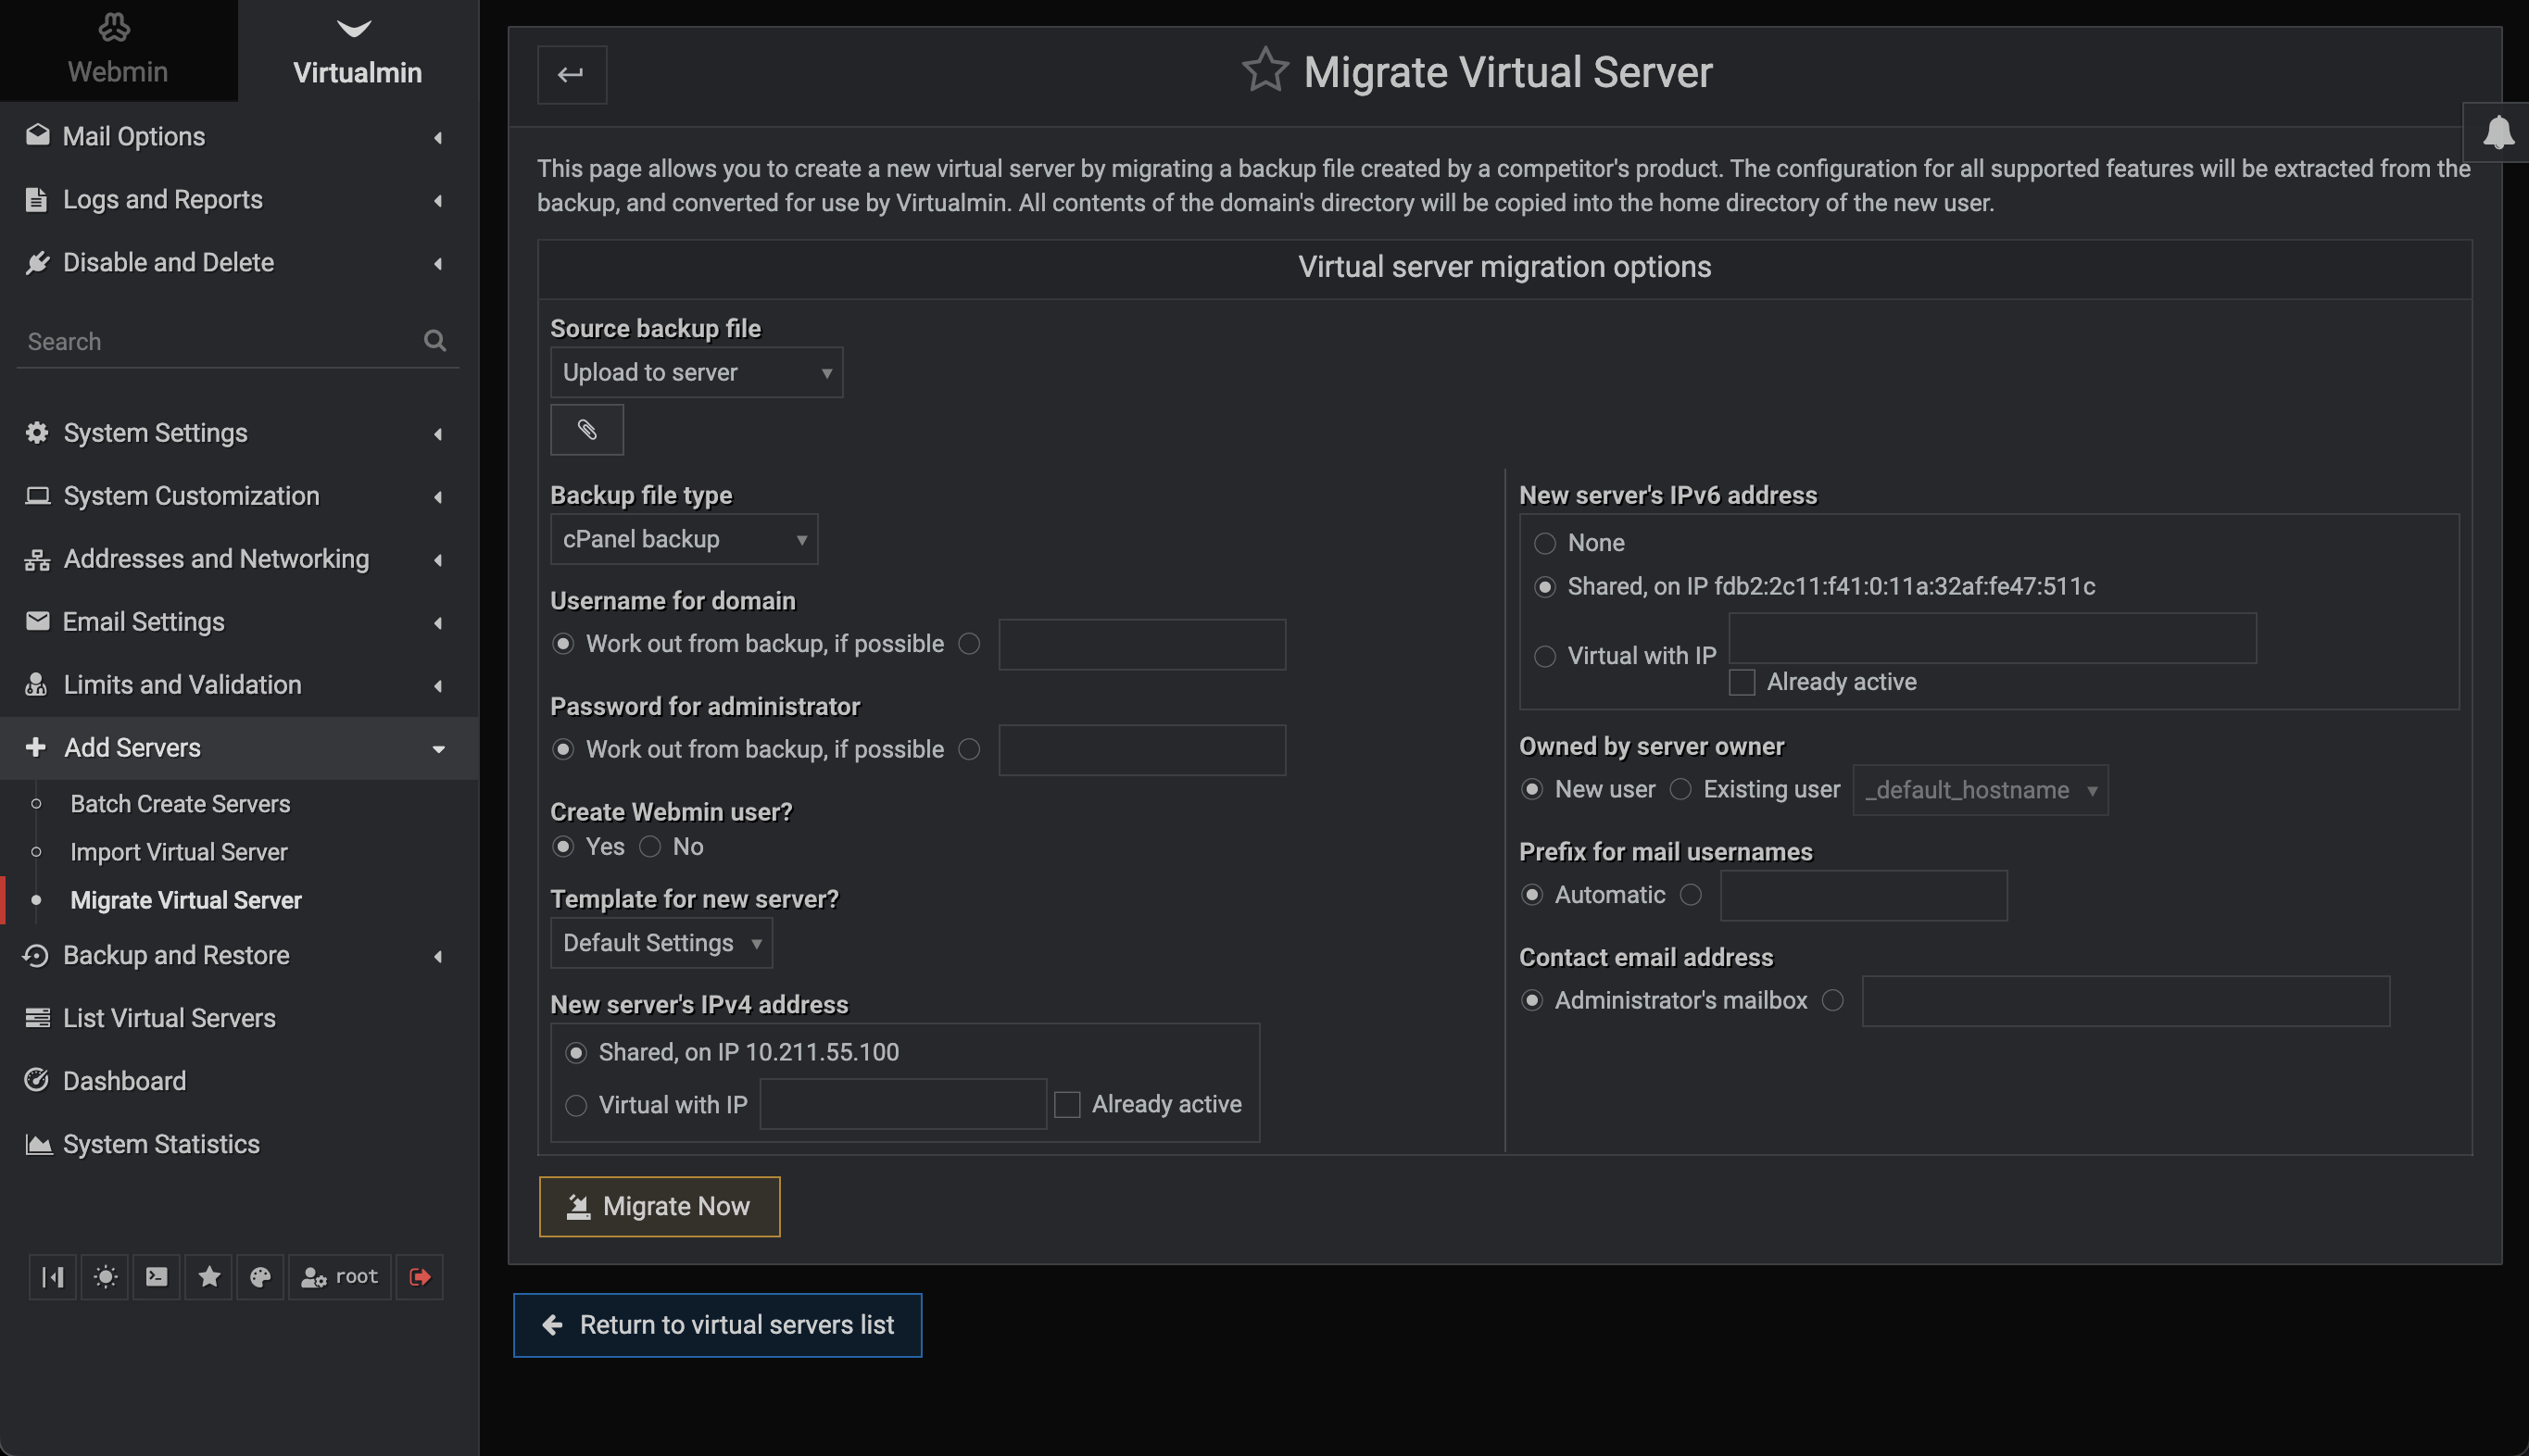 Webmin
Virtualmin
Mail Options
Logs and Reports
Disable and Delete
Search
System Settings
System Customization
Addresses and Networking
Email Settings
Limits and Validation
Add Servers
Batch Create Servers
Import Virtual Server
Migrate Virtual Server
Backup and Restore
List Virtual Servers
Dashboard
System Statistics
root
Migrate Virtual Server
This page allows you to create a new virtual server by migrating a backup file created by a competitor's product. The configuration for all supported features will be extracted from the
backup, and converted for use by Virtualmin. All contents of the domain's directory will be copied into the home directory of the new user.
Virtual server migration options
Source backup file
Upload to server
Backup file type
cPanel backup
Username for domain
Work out from backup, if possible
Password for administrator
Work out from backup, if possible
Create Webmin user?
Yes No
Template for new server?
Default Settings
New server's IPv4 address
Shared, on IP 10.211.55.100
Virtual with IP Already active
New server's IPv6 address
None
Shared, on IP fdb2:2c11:f41:0:11a:32af:fe47:511c
Virtual with IP
Already active
Owned by server owner
New user Existing user _default_hostname
Prefix for mail usernames
Automatic
Contact email address
Administrator's mailbox
Migrate Now
Return to virtual servers list